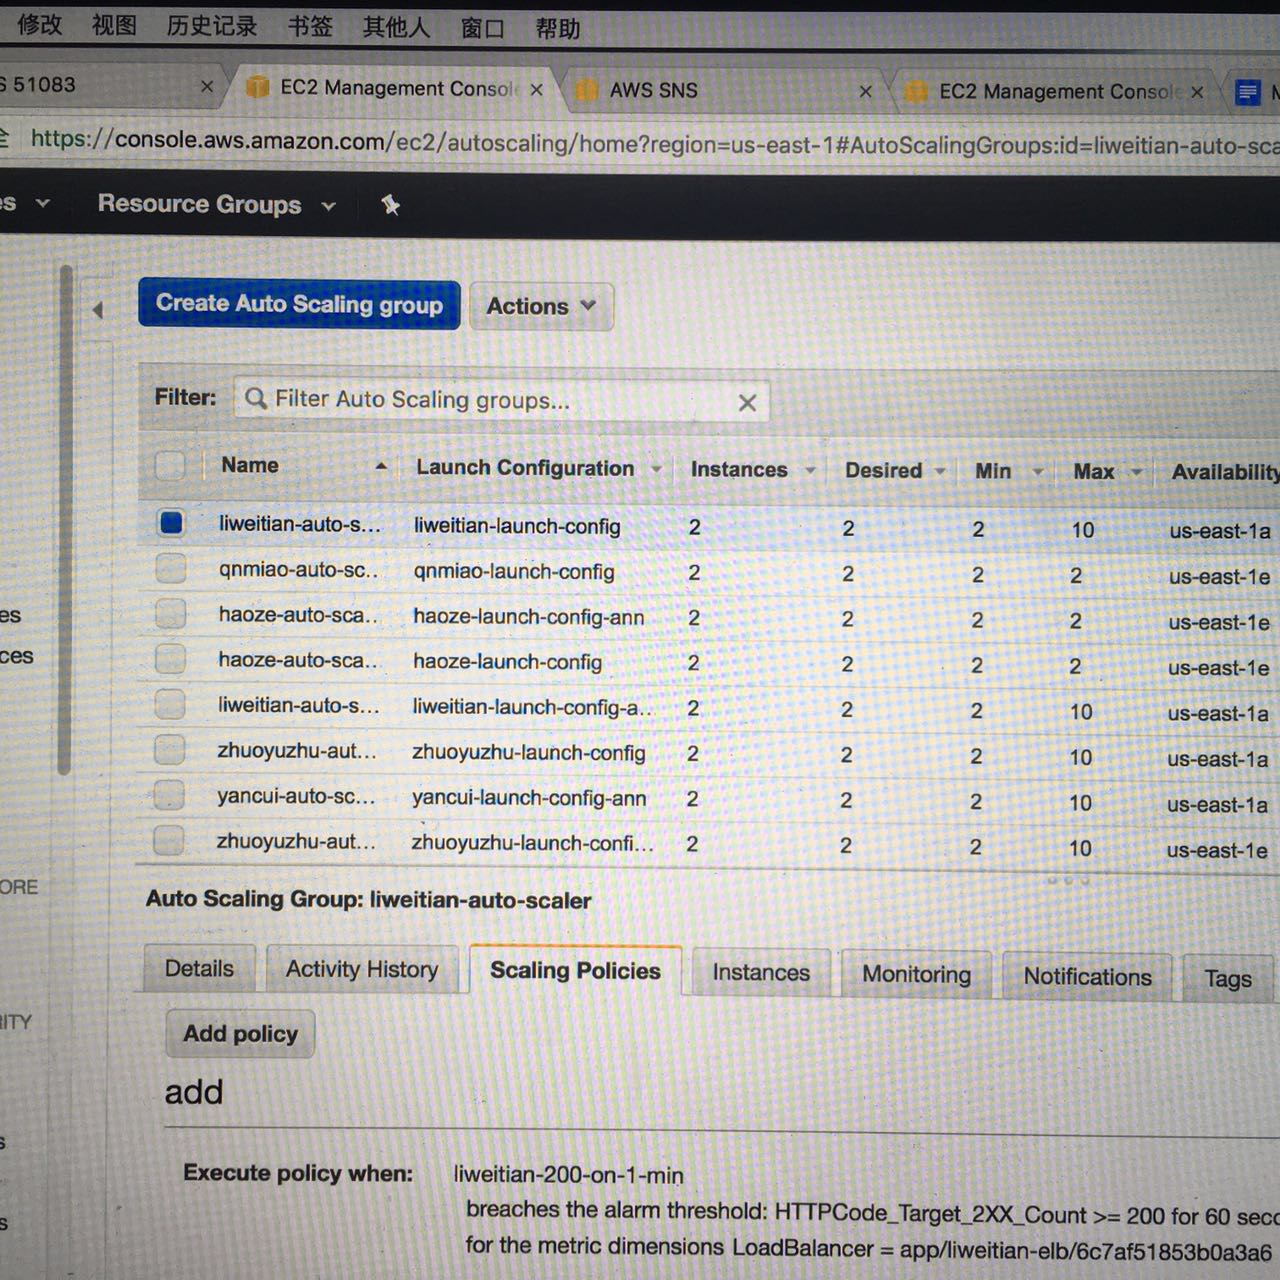 修改 视图 历史记录 书签 其他人 窗口 帮助
S 51083 EC2 Management Consol AWS SNS EC2 Management Consol
https://console.aws.amazon.com/ec2/autoscaling/home?region=us-east-1#AutoScalingGroups:id=liweitian-auto-sca
es Resource Groups
Create Auto Scaling group Actions
Filter: Filter Auto Scaling groups...
Name Launch Configuration Instances Desired Min Max Availability
liweitian-auto-s... liweitian-launch-config 2 2 2 10 us-east-1a
qnmiao-auto-sc.. qnmiao-launch-config 2 2 2 2 us-east-1e
haoze-auto-sca.. haoze-launch-config-ann 2 2 2 2 us-east-1e
haoze-auto-sca.. haoze-launch-config 2 2 2 2 us-east-1e
liweitian-auto-s... liweitian-launch-config-a.. 2 2 2 10 us-east-1a
zhuoyuzhu-aut... zhuoyuzhu-launch-config 2 2 2 10 us-east-1a
yancui-auto-sc... yancui-launch-config-ann 2 2 2 10 us-east-1a
zhuoyuzhu-aut... zhuoyuzhu-launch-confi... 2 2 2 10 us-east-1e
es
ces
ORE
RITY
s
s
Auto Scaling Group: liweitian-auto-scaler
Details Activity History Scaling Policies Instances Monitoring Notifications Tags
Add policy
add
Execute policy when: liweitian-200-on-1-min
breaches the alarm threshold: HTTPCode_Target_2XX_Count >= 200 for 60 seco
for the metric dimensions LoadBalancer = app/liweitian-elb/6c7af51853b0a3a6